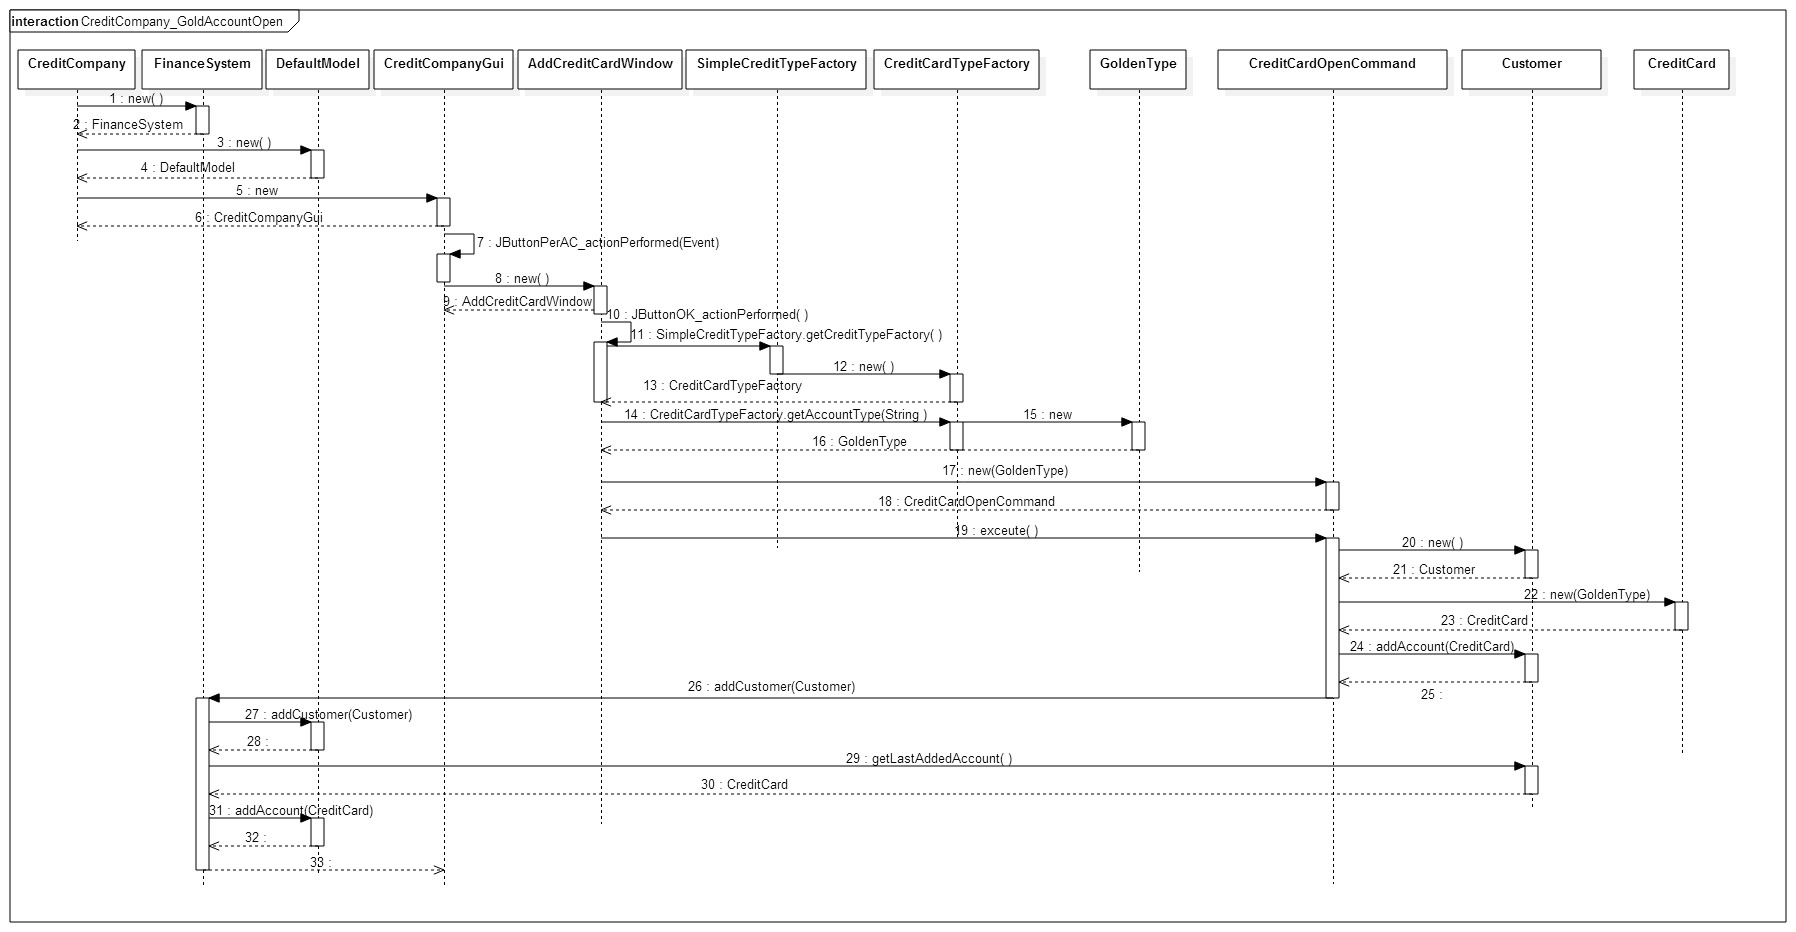 interaction CreditCompany_GoldAccountOpen
CreditCompany
FinanceSystem
DefaultModel
CreditCompanyGui
AddCreditCardWindow
SimpleCreditTypeFactory
CreditCardTypeFactory
GoldenType
CreditCardOpenCommand
Customer
CreditCard
1 : new( )
2 : FinanceSystem
3 : new( )
4 : DefaultModel
5 : new
6 : CreditCompanyGui
7 : JButtonPerAC_actionPerformed(Event)
8 : new( )
9 : AddCreditCardWindow
10 : JButtonOK_actionPerformed( )
11 : SimpleCreditTypeFactory.getCreditTypeFactory( )
12 : new( )
13 : CreditCardTypeFactory
14 : CreditCardTypeFactory.getAccountType(String )
15 : new
16 : GoldenType
17 : new(GoldenType)
18 : CreditCardOpenCommand
19 : exceute( )
20 : new( )
21 : Customer
22 : new(GoldenType)
23 : CreditCard
24 : addAccount(CreditCard)
25 :
26 : addCustomer(Customer)
27 : addCustomer(Customer)
28 :
29 : getLastAddedAccount( )
30 : CreditCard
31 : addAccount(CreditCard)
32 :
33 :